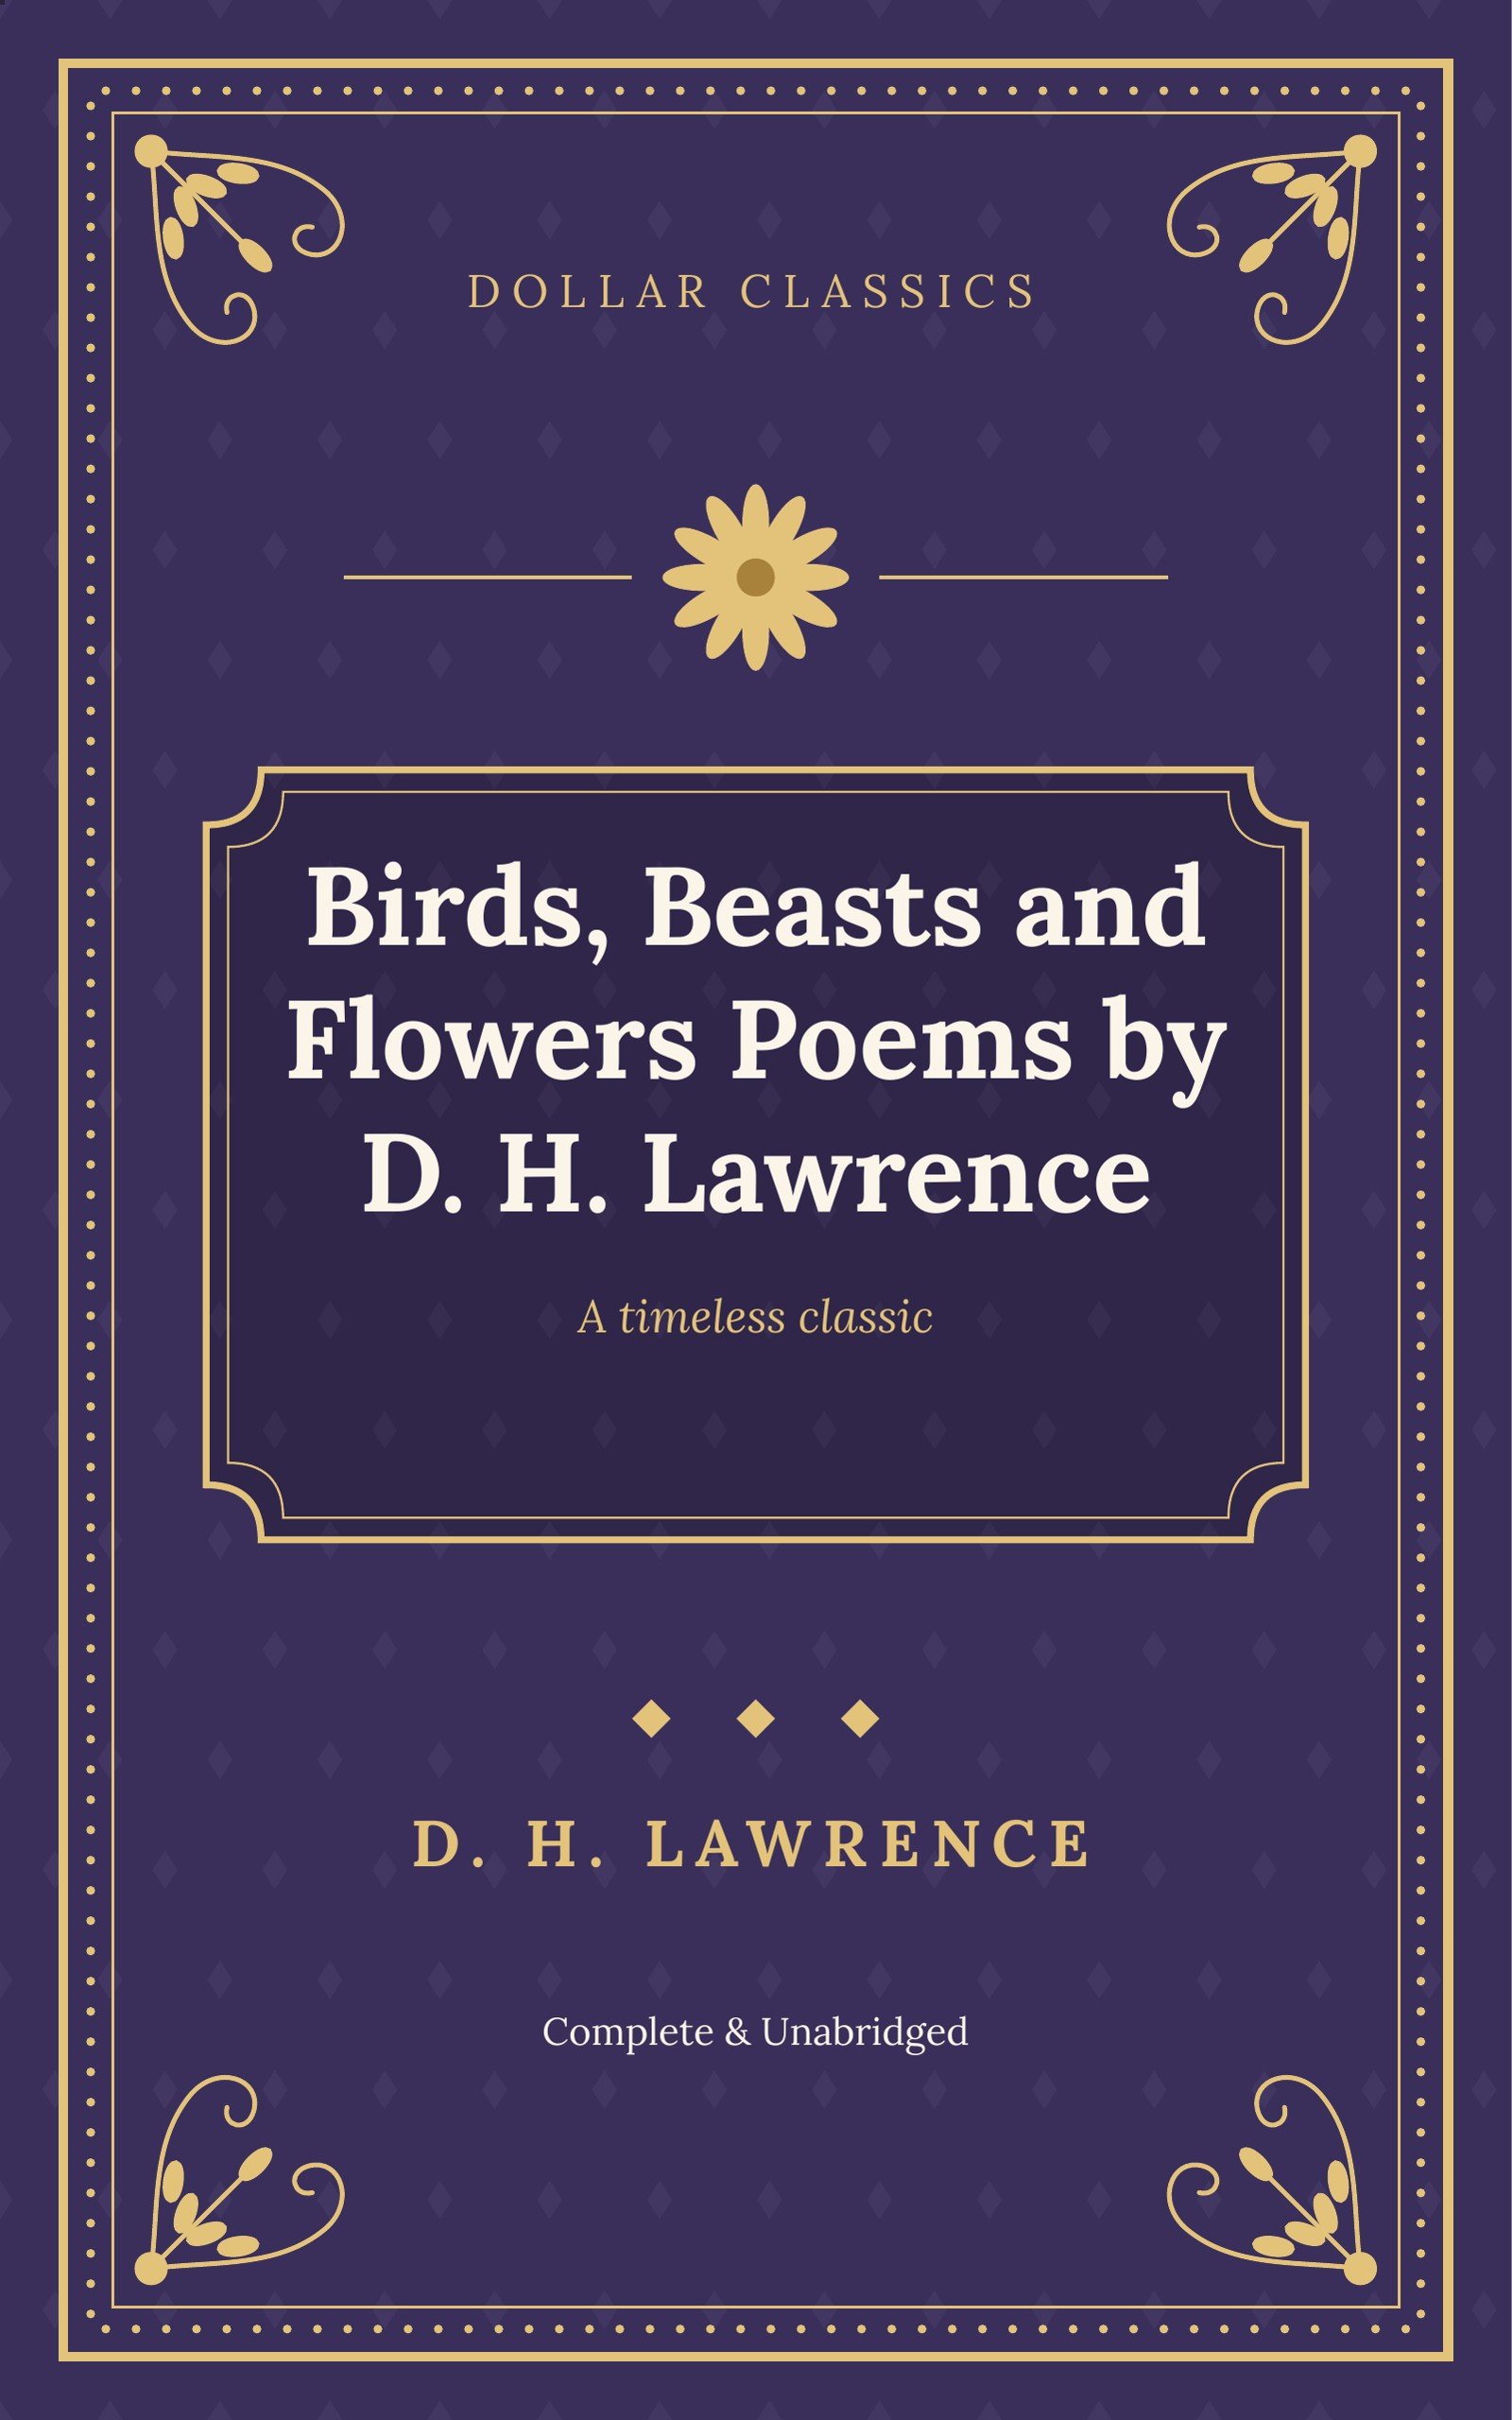 DOLLAR CLASSICS
Birds, Beasts and
Flowers Poems by
D. H. Lawrence
A timeless classic
D. H. LAWRENCE
Complete & Unabridged